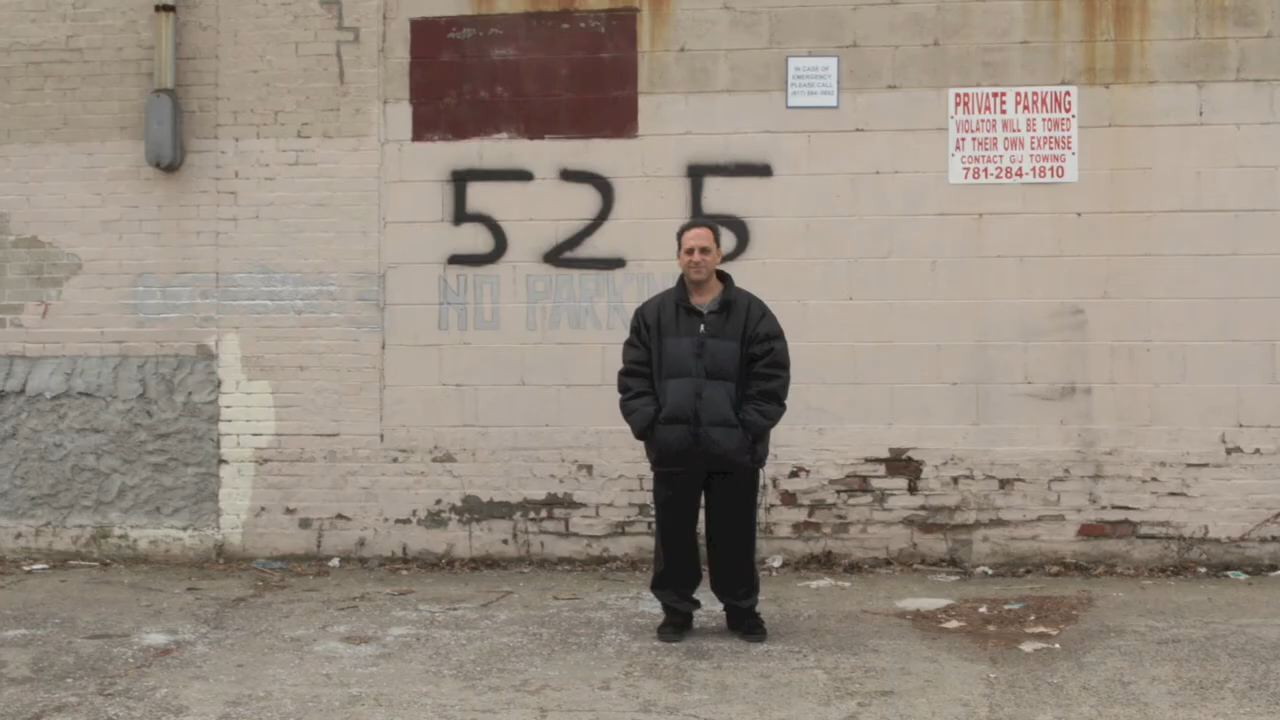 IN CASE OF
EMERGENCY
PLEASE CALL
PRIVATE PARKING
VIOLATOR WILL BE TOWED
AT THEIR OWN EXPENSE
CONTACT G/J TOWING
781-284-1810
525
NO PARKIN